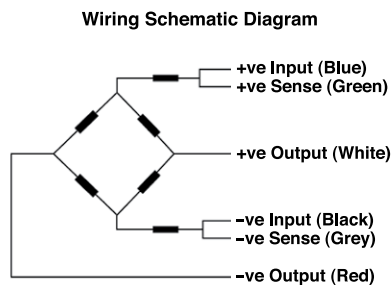 Wiring Schematic Diagram
+ve Input (Blue)
+ve Sense (Green)
+ve Output (White)
−ve Input (Black)
−ve Sense (Grey)
−ve Output (Red)